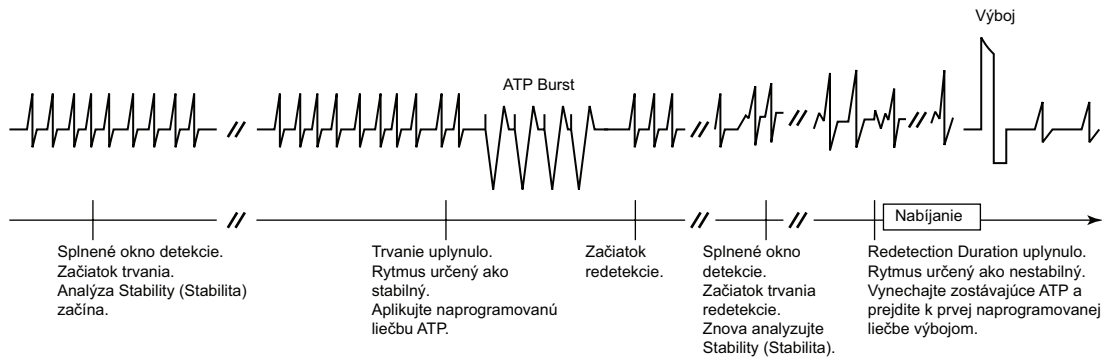 Výboj
ATP Burst
Nabíjanie
Splnené okno detekcie.
Začiatok trvania.
Analýza Stability (Stabilita)
začína.
Trvanie uplynulo.
Rytmus určený ako
stabilný.
Aplikujte naprogramovanú
liečbu ATP.
Začiatok
redetekcie.
Splnené okno
detekcie.
Začiatok trvania
redetekcie.
Znova analyzujte
Stability (Stabilita).
Redetection Duration uplynulo.
Rytmus určený ako nestabilný.
Vynechajte zostávajúce ATP a
prejdite k prvej naprogramovanej
liečbe výbojom.